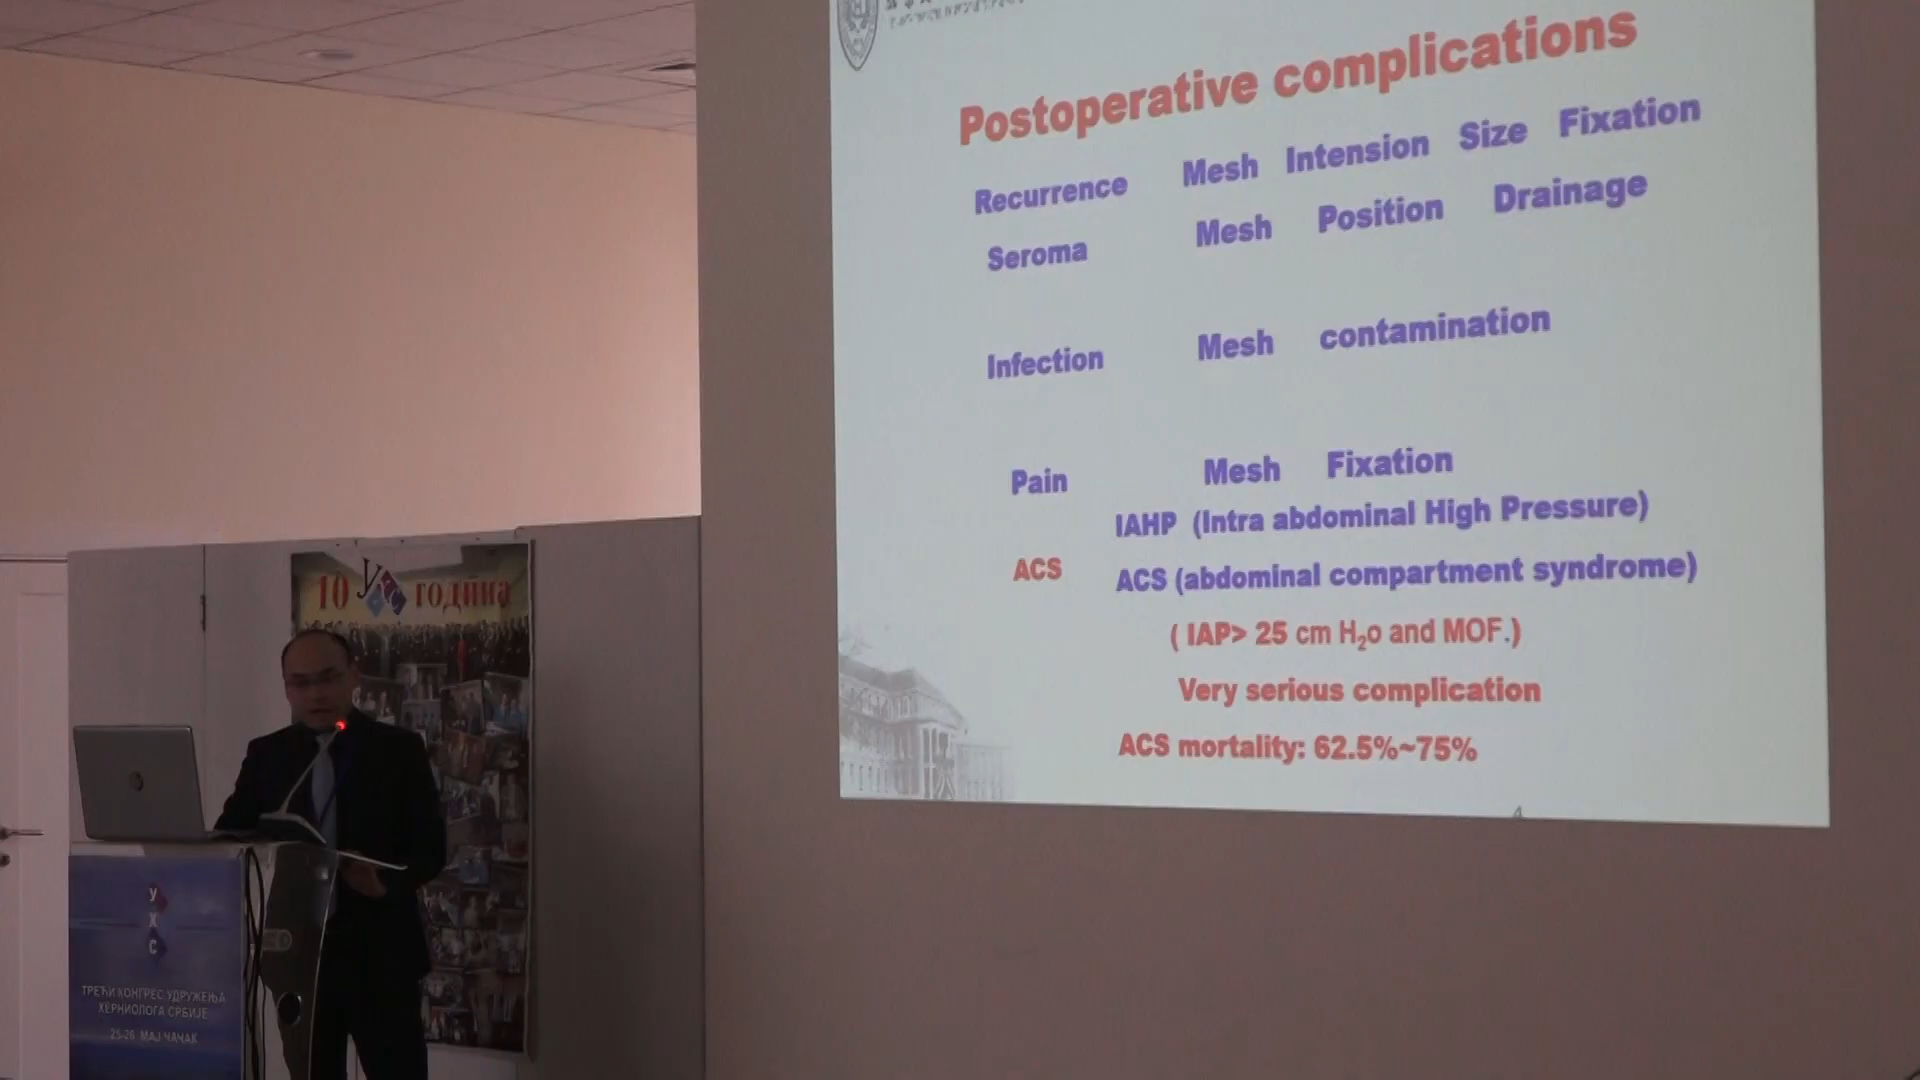 Postoperative complications
Recurrence Mesh Intension Size Fixation
Seroma Mesh Position Drainage
Infection Mesh contamination
Pain Mesh Fixation
IAHP (Intra abdominal High Pressure)
ACS ACS (abdominal compartment syndrome)
( IAP> 25 cm H₂o and MOF.)
Very serious complication
ACS mortality: 62.5%~75%
4
10 УХС година
У
Х
С
ТРЕЋИ КОНГРЕС УДРУЖЕЊА
ХЕРНИОЛОГА СРБИЈЕ
25-26 МАЈ ЧАЧАК